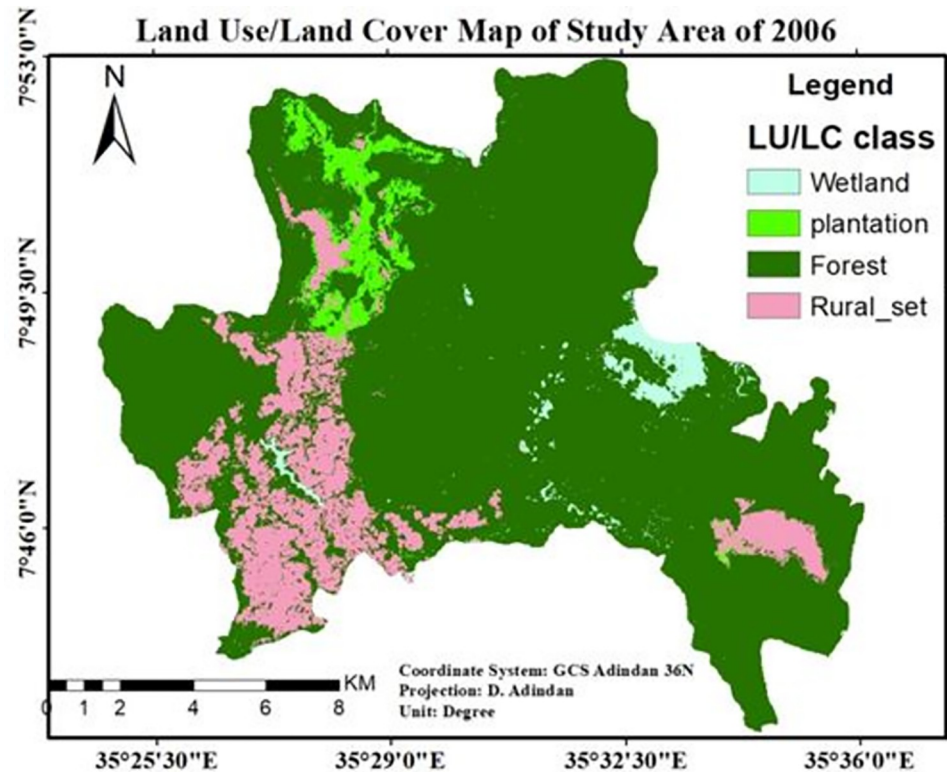 Land Use/Land Cover Map of Study Area of 2006
7°53'0"N
N
Legend
LU/LC class
Wetland
plantation
Forest
Rural_set
7°49'30"N
7°46'0"N
KM
0 1 2 4 6 8
Coordinate System: GCS Adindan 36N
Projection: D. Adindan
Unit: Degree
35°25'30"E 35°29'0"E 35°32'30"E 35°36'0"E